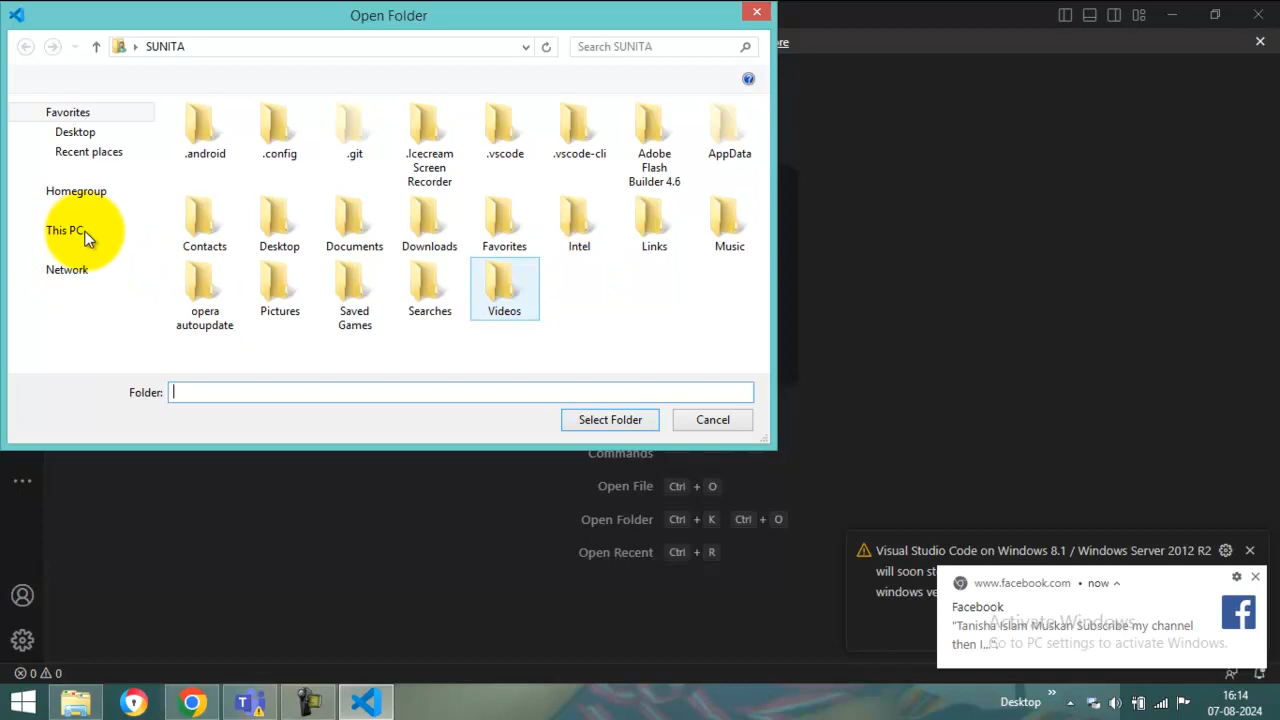 Open Folder
SUNITA
Search SUNITA
re
Favorites
Desktop
Recent places
Homegroup
This PC
Network
.android
.config
.git
.Icecream
Screen
Recorder
.vscode
.vscode-cli
Adobe
Flash
Builder 4.6
AppData
Contacts
Desktop
Documents
Downloads
Favorites
Intel
Links
Music
opera
autoupdate
Pictures
Saved
Games
Searches
Videos
Folder:
Select Folder
Cancel
Commands
Open File Ctrl + O
Open Folder Ctrl + K Ctrl + O
Open Recent Ctrl + R
Visual Studio Code on Windows 8.1 / Windows Server 2012 R2
will soon st
windows ve
www.facebook.com • now
Facebook
"Tanisha Islam Muskan Subscribe my channel
then I...
Activate Windows
Go to PC settings to activate Windows.
0 0
Desktop
16:14
07-08-2024